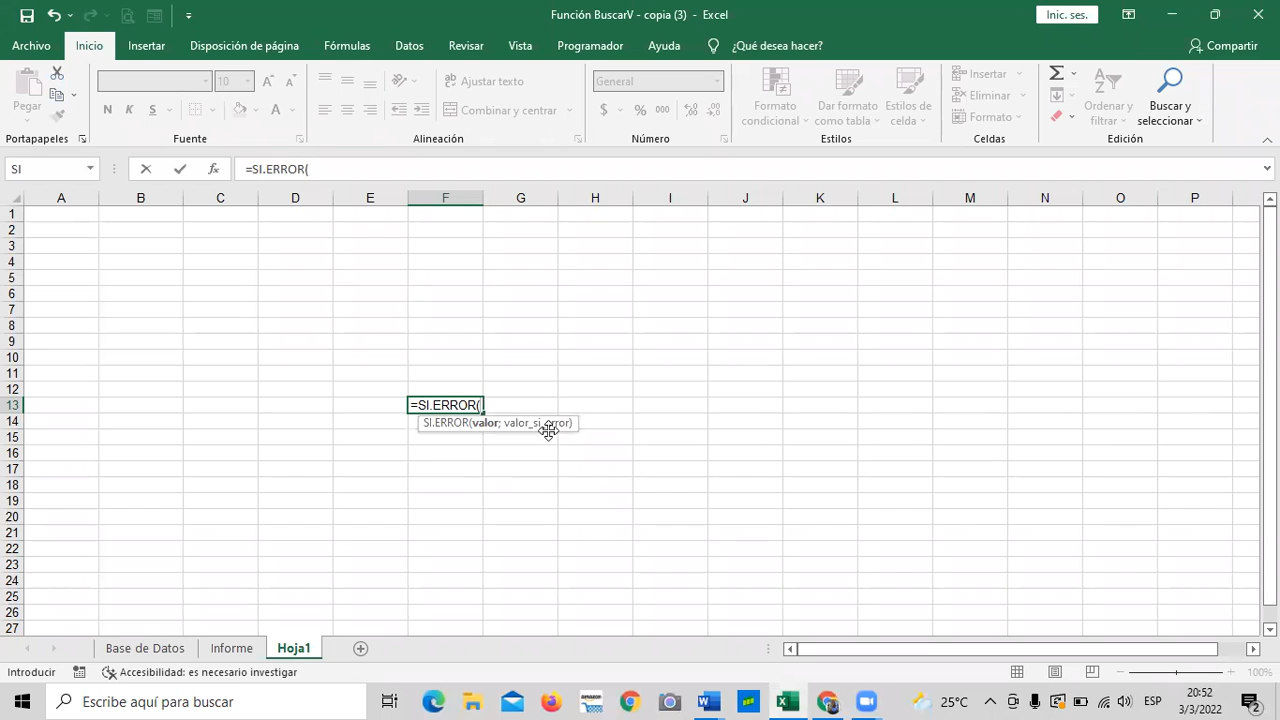 Función BuscarV - copia (3) - Excel
Inic. ses.
Archivo Inicio Insertar Disposición de página Fórmulas Datos Revisar Vista Programador Ayuda ¿Qué desea hacer? Compartir
Pegar
10
Ajustar texto
General
Formato condicional
Dar formato como tabla
Estilos de celda
Insertar
Eliminar
Formato
Ordenar y filtrar
Buscar y seleccionar
N K S A
Combinar y centrar
$ % 000
Portapapeles Fuente Alineación Número Estilos Celdas Edición
SI
fx
=SI.ERROR(
A B C D E F G H I J K L M N O P
1
2
3
4
5
6
7
8
9
10
11
12
13 =SI.ERROR(
SI.ERROR(valor; valor_si_error)
14
15
16
17
18
19
20
21
22
23
24
25
26
27
Base de Datos Informe Hoja1
Introducir Accesibilidad: es necesario investigar 100%
Escribe aquí para buscar
25°C
ESP
20:52
3/3/2022
2